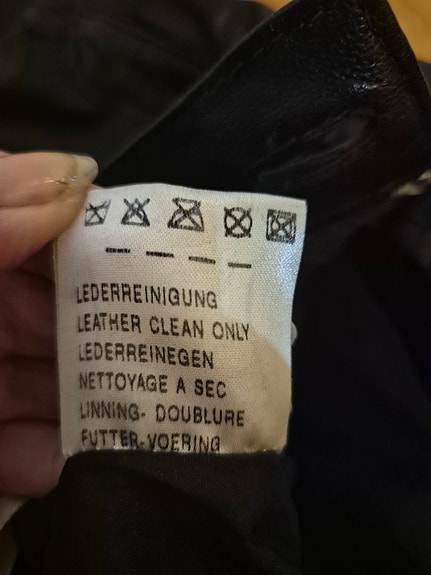 LEDERREINIGUNG
LEATHER CLEAN ONLY
LEDERREINEGEN
NETTOYAGE A SEC
LINNING- DOUBLURE
FUTTER-VOERING